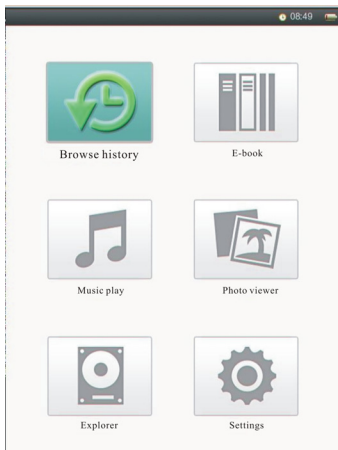 08:49
Browse history
E-book
Music play
Photo viewer
Explorer
Settings